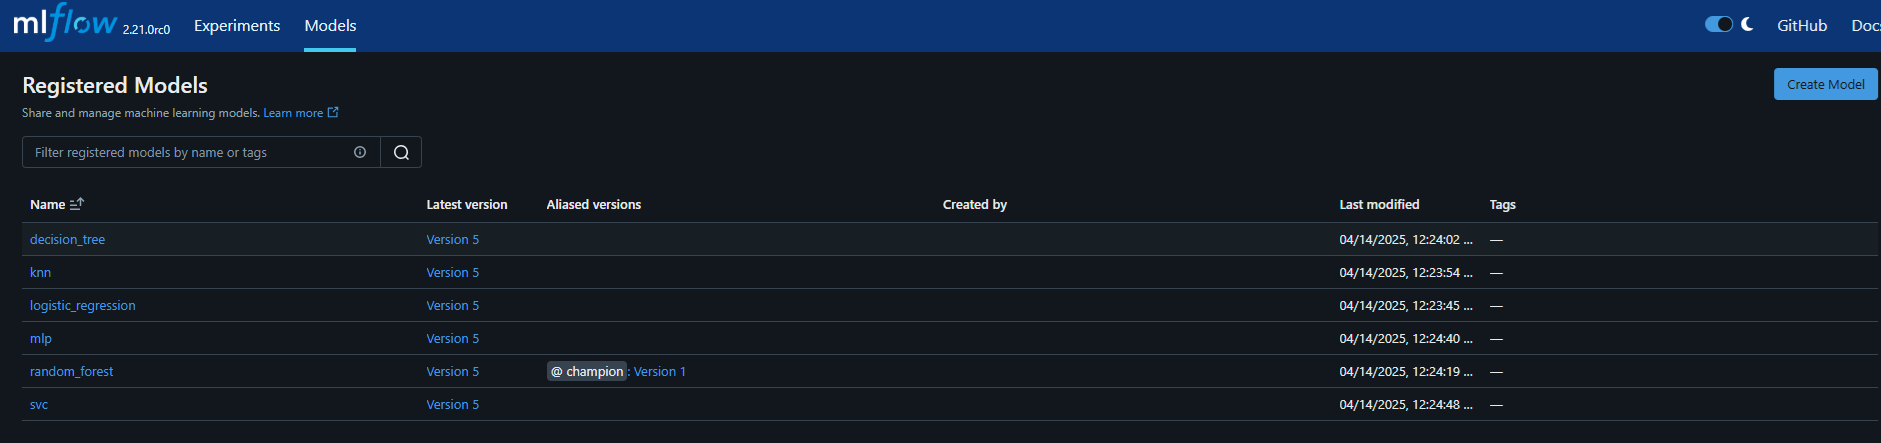 mlflow 2.21.0rc0 Experiments Models GitHub Docs
Registered Models
Create Model
Share and manage machine learning models. Learn more
Filter registered models by name or tags
Name Latest version Aliased versions Created by Last modified Tags
decision_tree Version 5 04/14/2025, 12:24:02 ... —
knn Version 5 04/14/2025, 12:23:54 ... —
logistic_regression Version 5 04/14/2025, 12:23:45 ... —
mlp Version 5 04/14/2025, 12:24:40 ... —
random_forest Version 5 @ champion : Version 1 04/14/2025, 12:24:19 ... —
svc Version 5 04/14/2025, 12:24:48 ... —